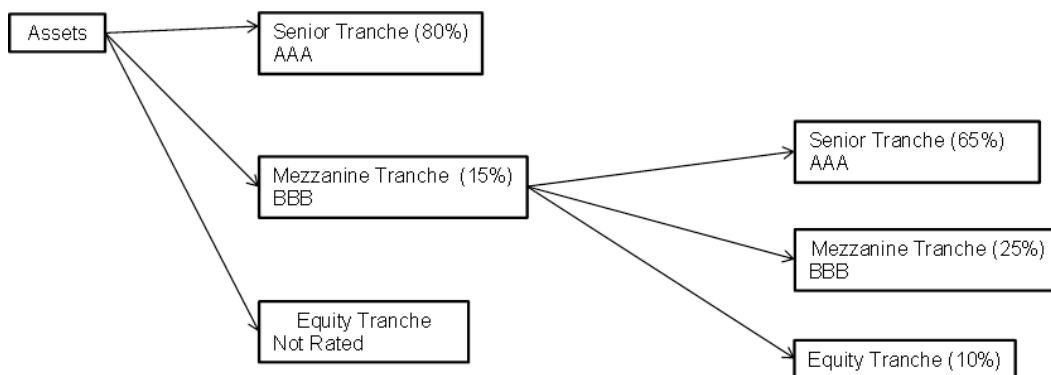 Assets
Senior Tranche (80%)
AAA
Mezzanine Tranche (15%)
BBB
Equity Tranche
Not Rated
Senior Tranche (65%)
AAA
Mezzanine Tranche (25%)
BBB
Equity Tranche (10%)